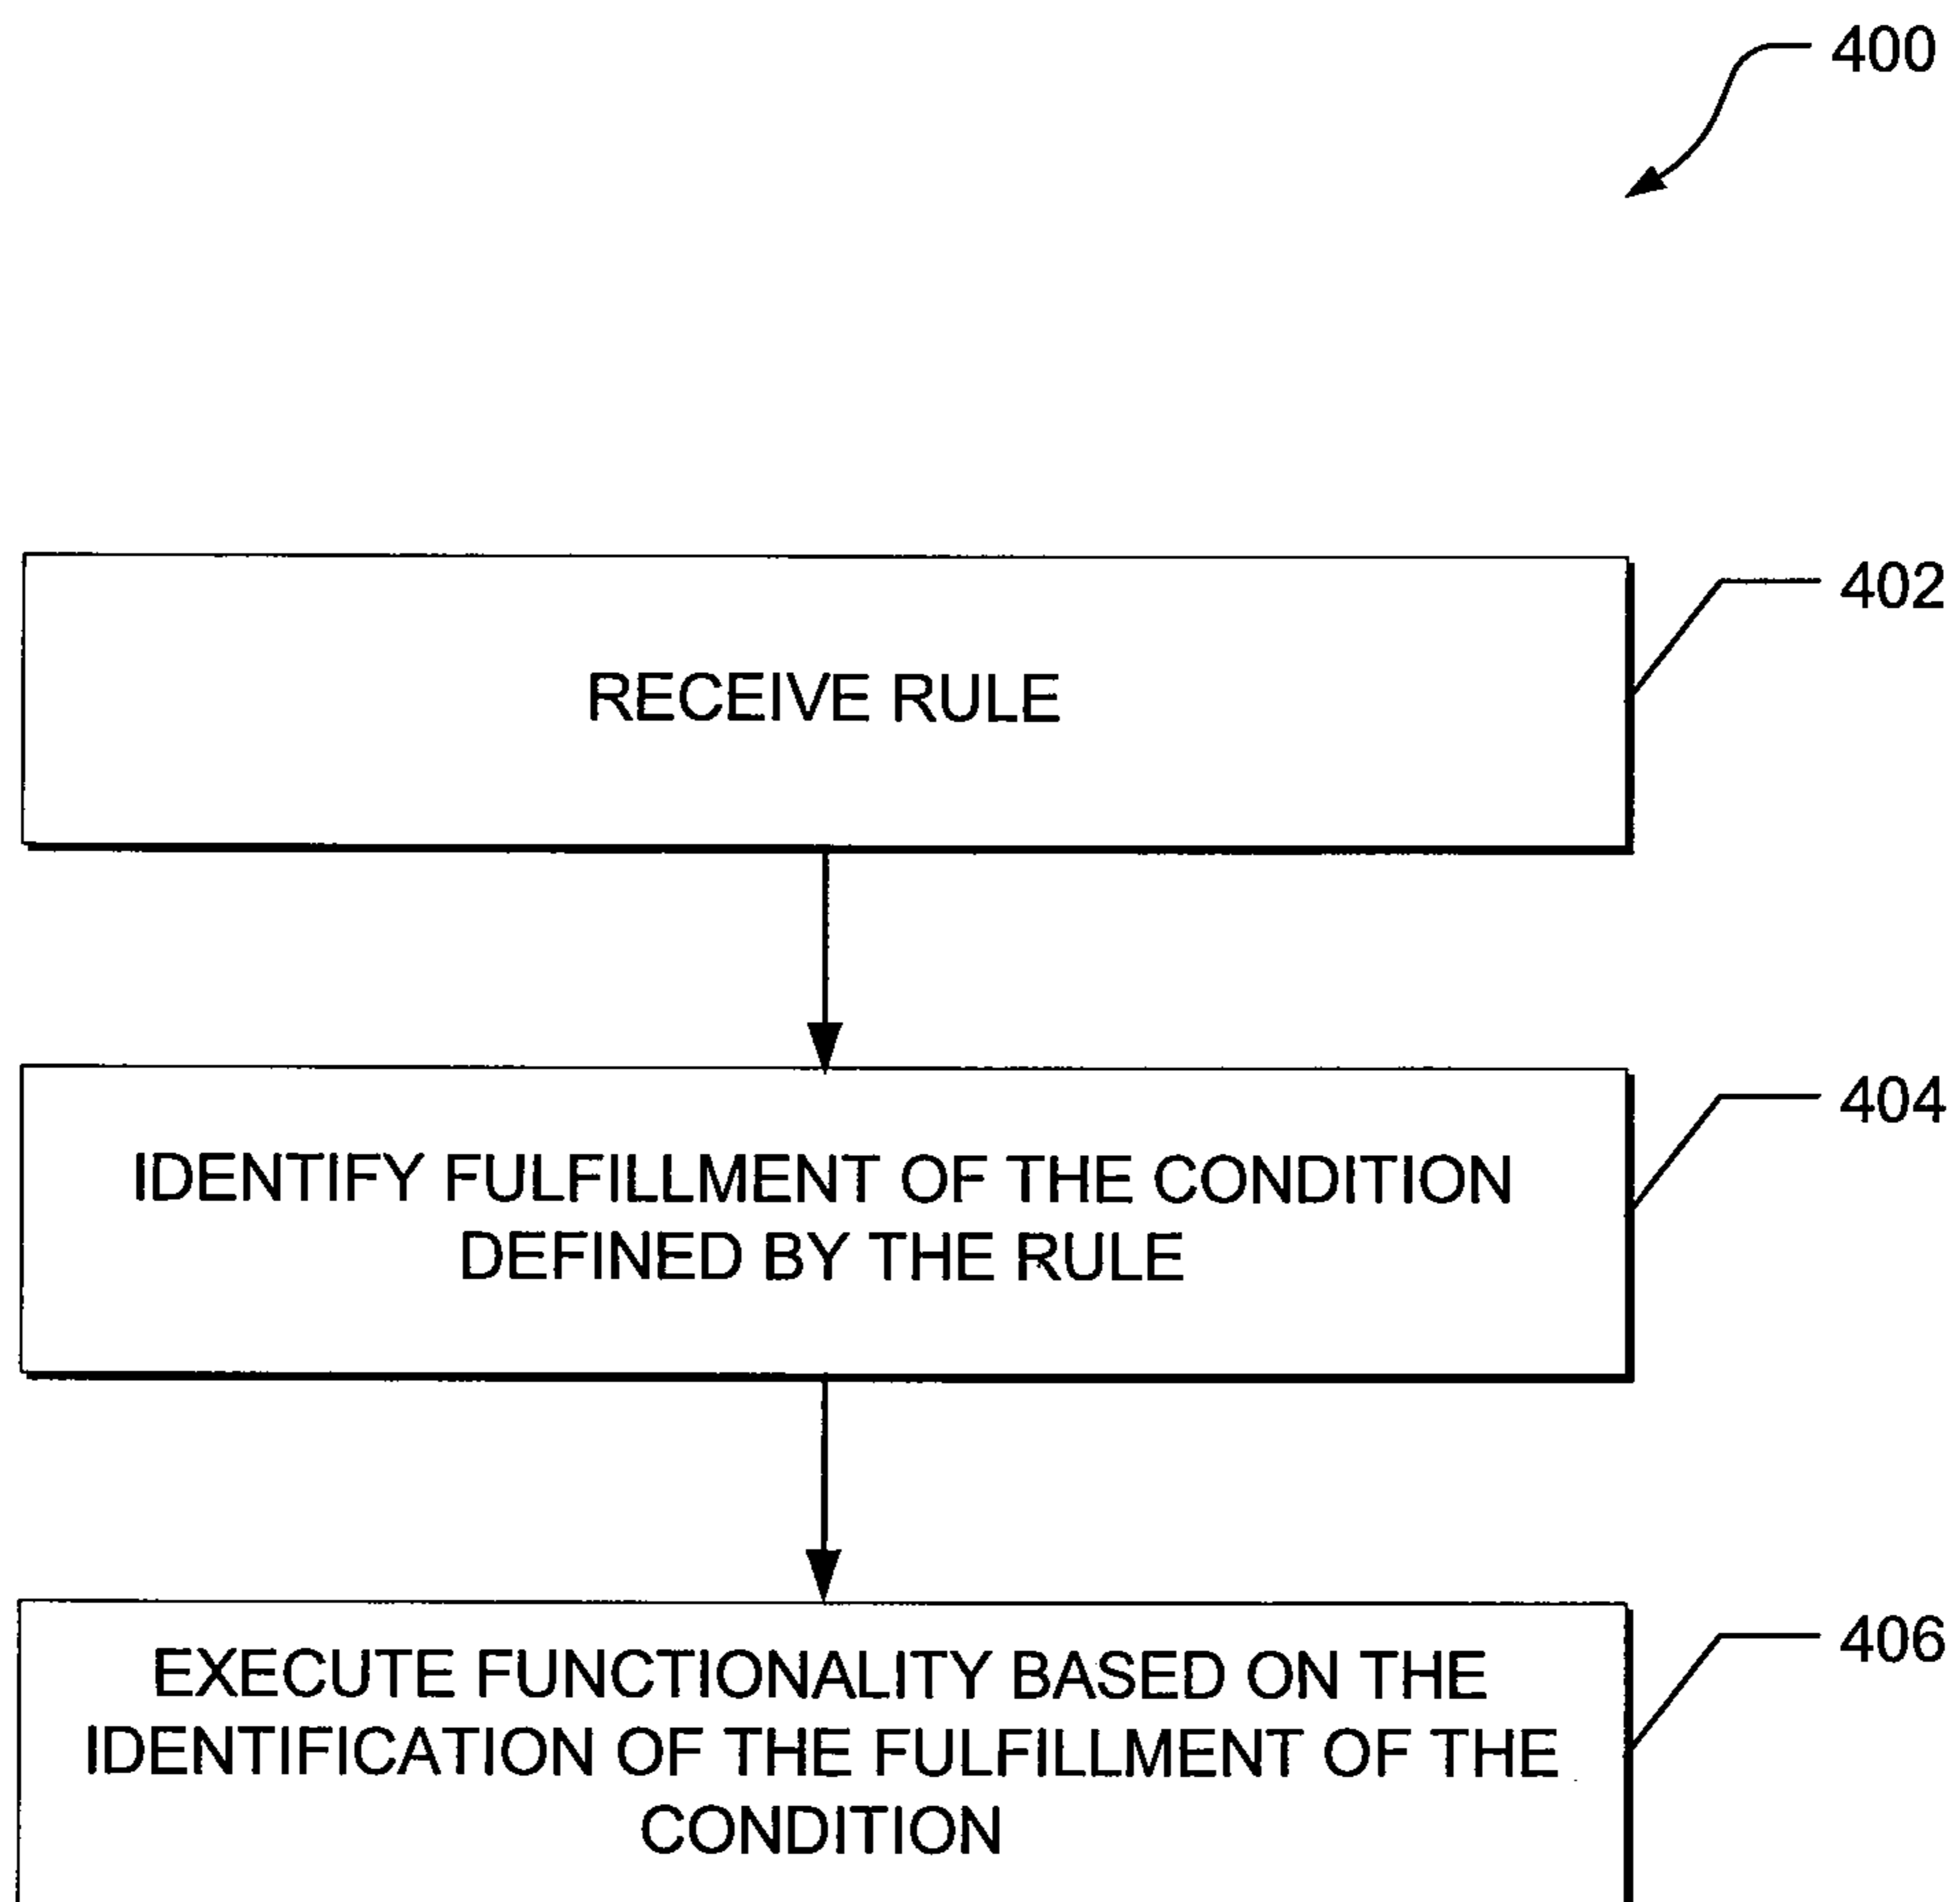 400
402
RECEIVE RULE
404
IDENTIFY FULFILLMENT OF THE CONDITION
DEFINED BY THE RULE
406
EXECUTE FUNCTIONALITY BASED ON THE
IDENTIFICATION OF THE FULFILLMENT OF THE
CONDITION